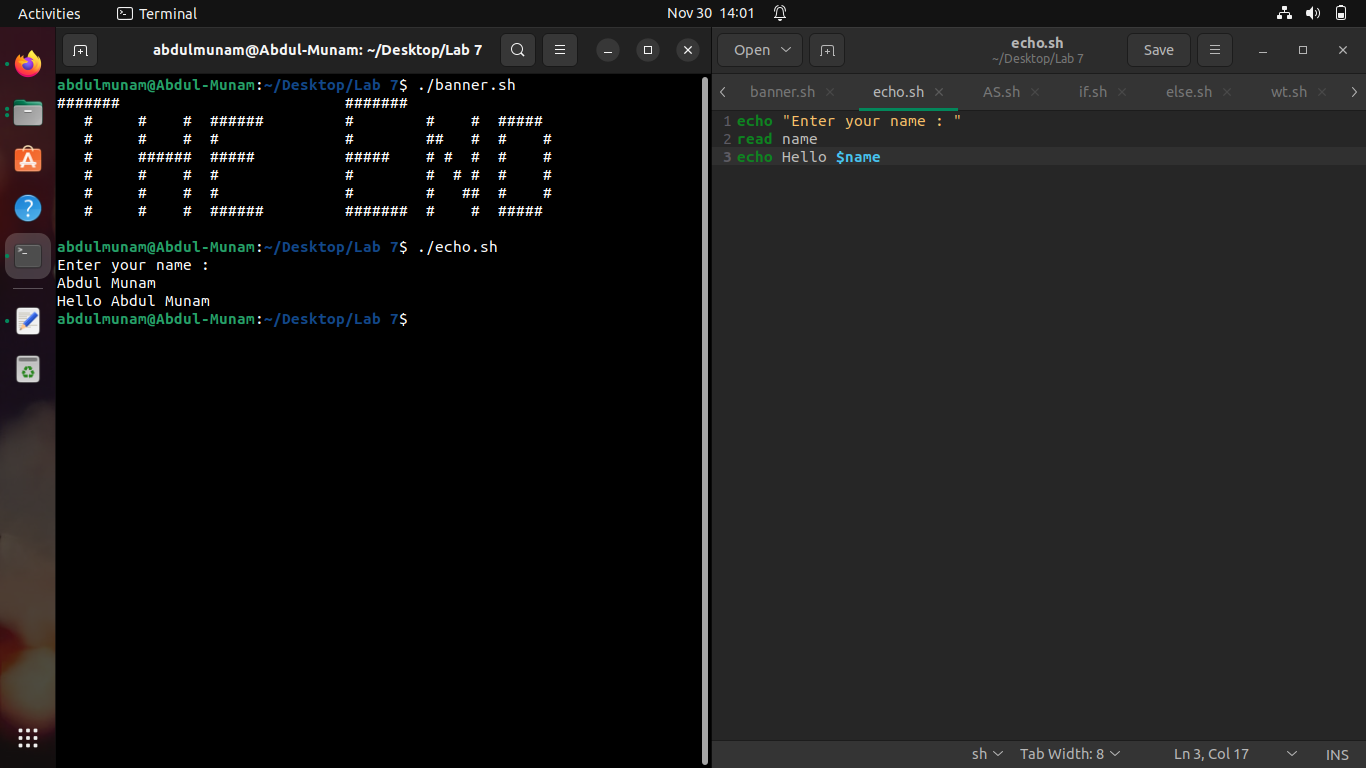 Activities Terminal Nov 30 14:01
abdulmunam@Abdul-Munam: ~/Desktop/Lab 7
abdulmunam@Abdul-Munam:~/Desktop/Lab 7$ ./banner.sh
#######                         #######
   #     #    #  ######         #        #    #  #####
   #     #    #  #              #        ##   #  #    #
   #     ######  #####          #####    # #  #  #    #
   #     #    #  #              #        #  # #  #    #
   #     #    #  #              #        #   ##  #    #
   #     #    #  ######         #######  #    #  #####
abdulmunam@Abdul-Munam:~/Desktop/Lab 7$ ./echo.sh
Enter your name :
Abdul Munam
Hello Abdul Munam
abdulmunam@Abdul-Munam:~/Desktop/Lab 7$
Open echo.sh Save
~/Desktop/Lab 7
banner.sh echo.sh AS.sh if.sh else.sh wt.sh
1 echo "Enter your name : "
2 read name
3 echo Hello $name
sh Tab Width: 8 Ln 3, Col 17 INS